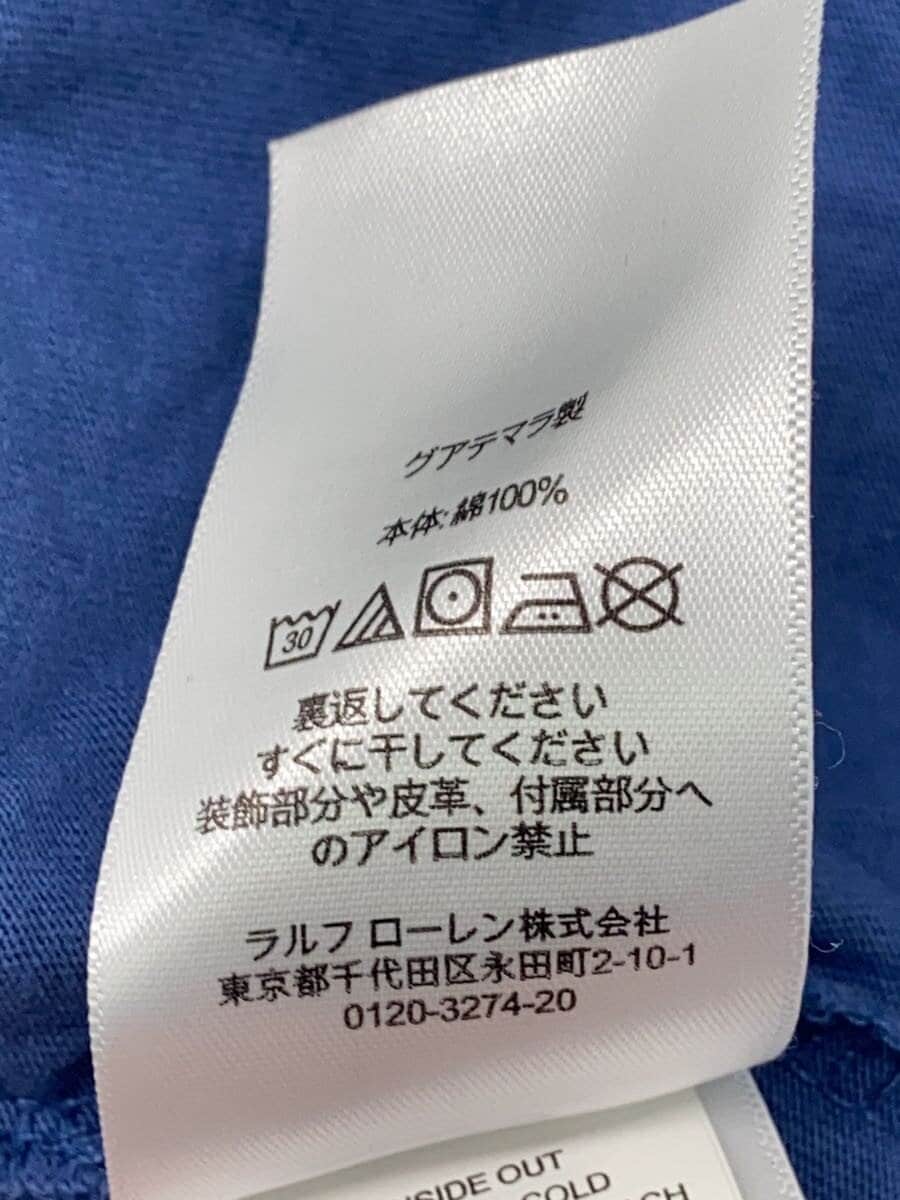 グアテマラ製
本体:綿100%
30
裏返してください
すぐに干してください
装飾部分や皮革、付属部分へ
のアイロン禁止
ラルフ ローレン株式会社
東京都千代田区永田町2-10-1
0120-3274-20
OUT
COLD